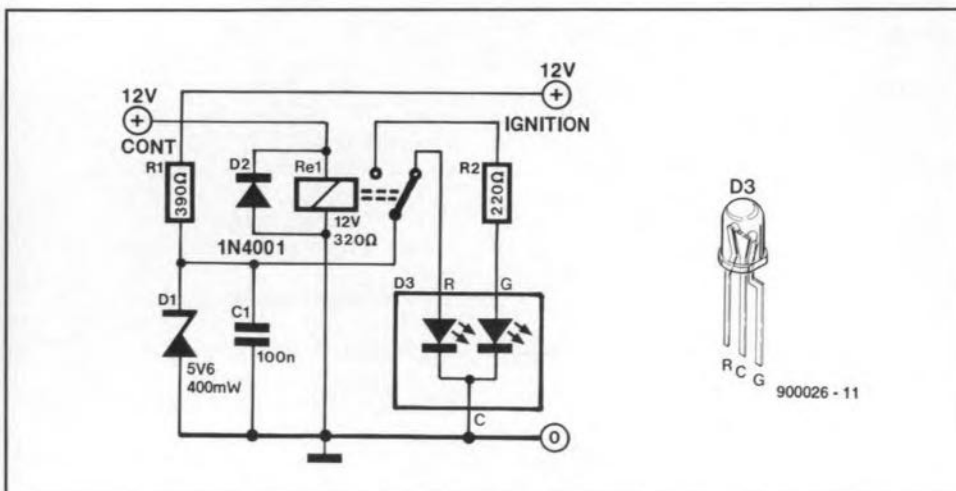 12V
+
IGNITION
12V
+
CONT
R1
390Ω
D2
1N4001
Re1
12V
320Ω
R2
220Ω
D3
R
G
C
D1
5V6
400mW
C1
100n
0
D3
R C G
900026 - 11